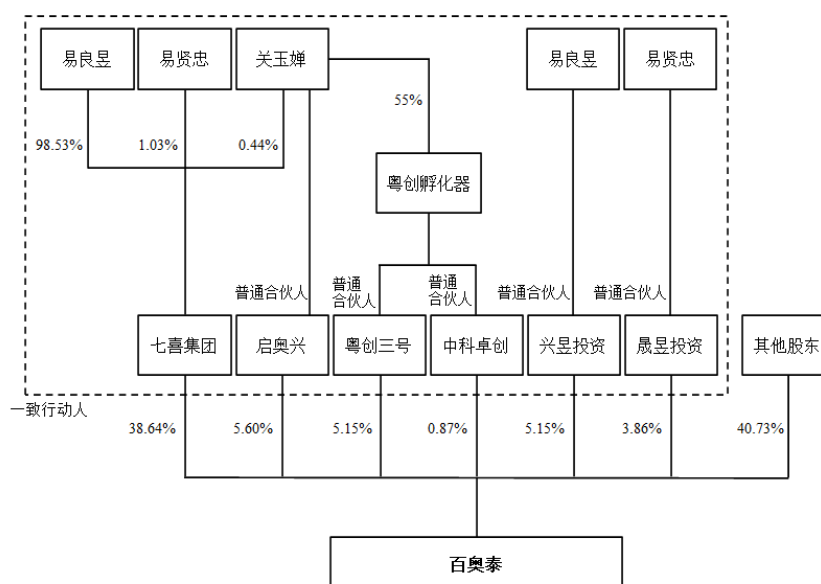 易良昱
易贤忠
关玉婵
易良昱
易贤忠
55%
98.53%
1.03%
0.44%
粤创孵化器
普通合伙人
普通
合伙人
普通
合伙人
普通合伙人
普通合伙人
七喜集团
启奥兴
粤创三号
中科卓创
兴昱投资
晟昱投资
其他股东
一致行动人
38.64%
5.60%
5.15%
0.87%
5.15%
3.86%
40.73%
百奥泰